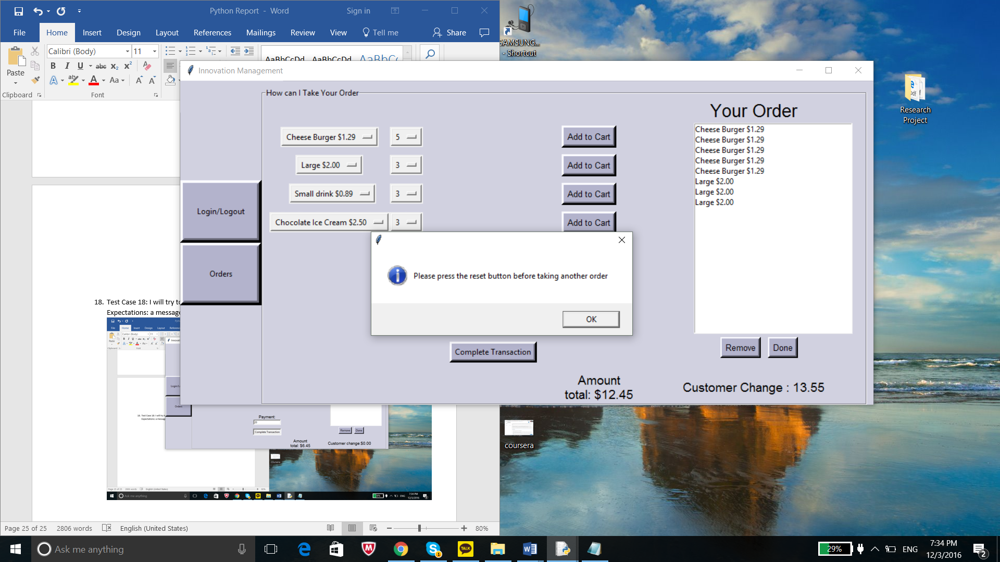 Python Report - Word
Sign in
File
Home
Insert
Design
Layout
References
Mailings
Review
View
Tell me
Share
Paste
Calibri (Body)
11
AaBbCcDd
AaBbCcDd
AaBbCc
Clipboard
Font
SAMSUNG...
- Shortcut
Research
Project
Innovation Management
How can I Take Your Order
Cheese Burger $1.29
5
Add to Cart
Large $2.00
3
Add to Cart
Small drink $0.89
3
Add to Cart
Chocolate Ice Cream $2.50
3
Add to Cart
Login/Logout
Orders
Your Order
Cheese Burger $1.29
Cheese Burger $1.29
Cheese Burger $1.29
Cheese Burger $1.29
Cheese Burger $1.29
Large $2.00
Large $2.00
Large $2.00
Please press the reset button before taking another order
OK
Complete Transaction
Remove
Done
Amount
total: $12.45
Customer Change : 13.55
18. Test Case 18: I will try to
Expectations: a message
Payment:
20
Complete Transaction
Remove
Done
Amount
total: $6.45
Customer change:$0.00
coursera
Page 25 of 25
2806 words
English (United States)
80%
Ask me anything
29%
ENG
7:34 PM
12/3/2016
2